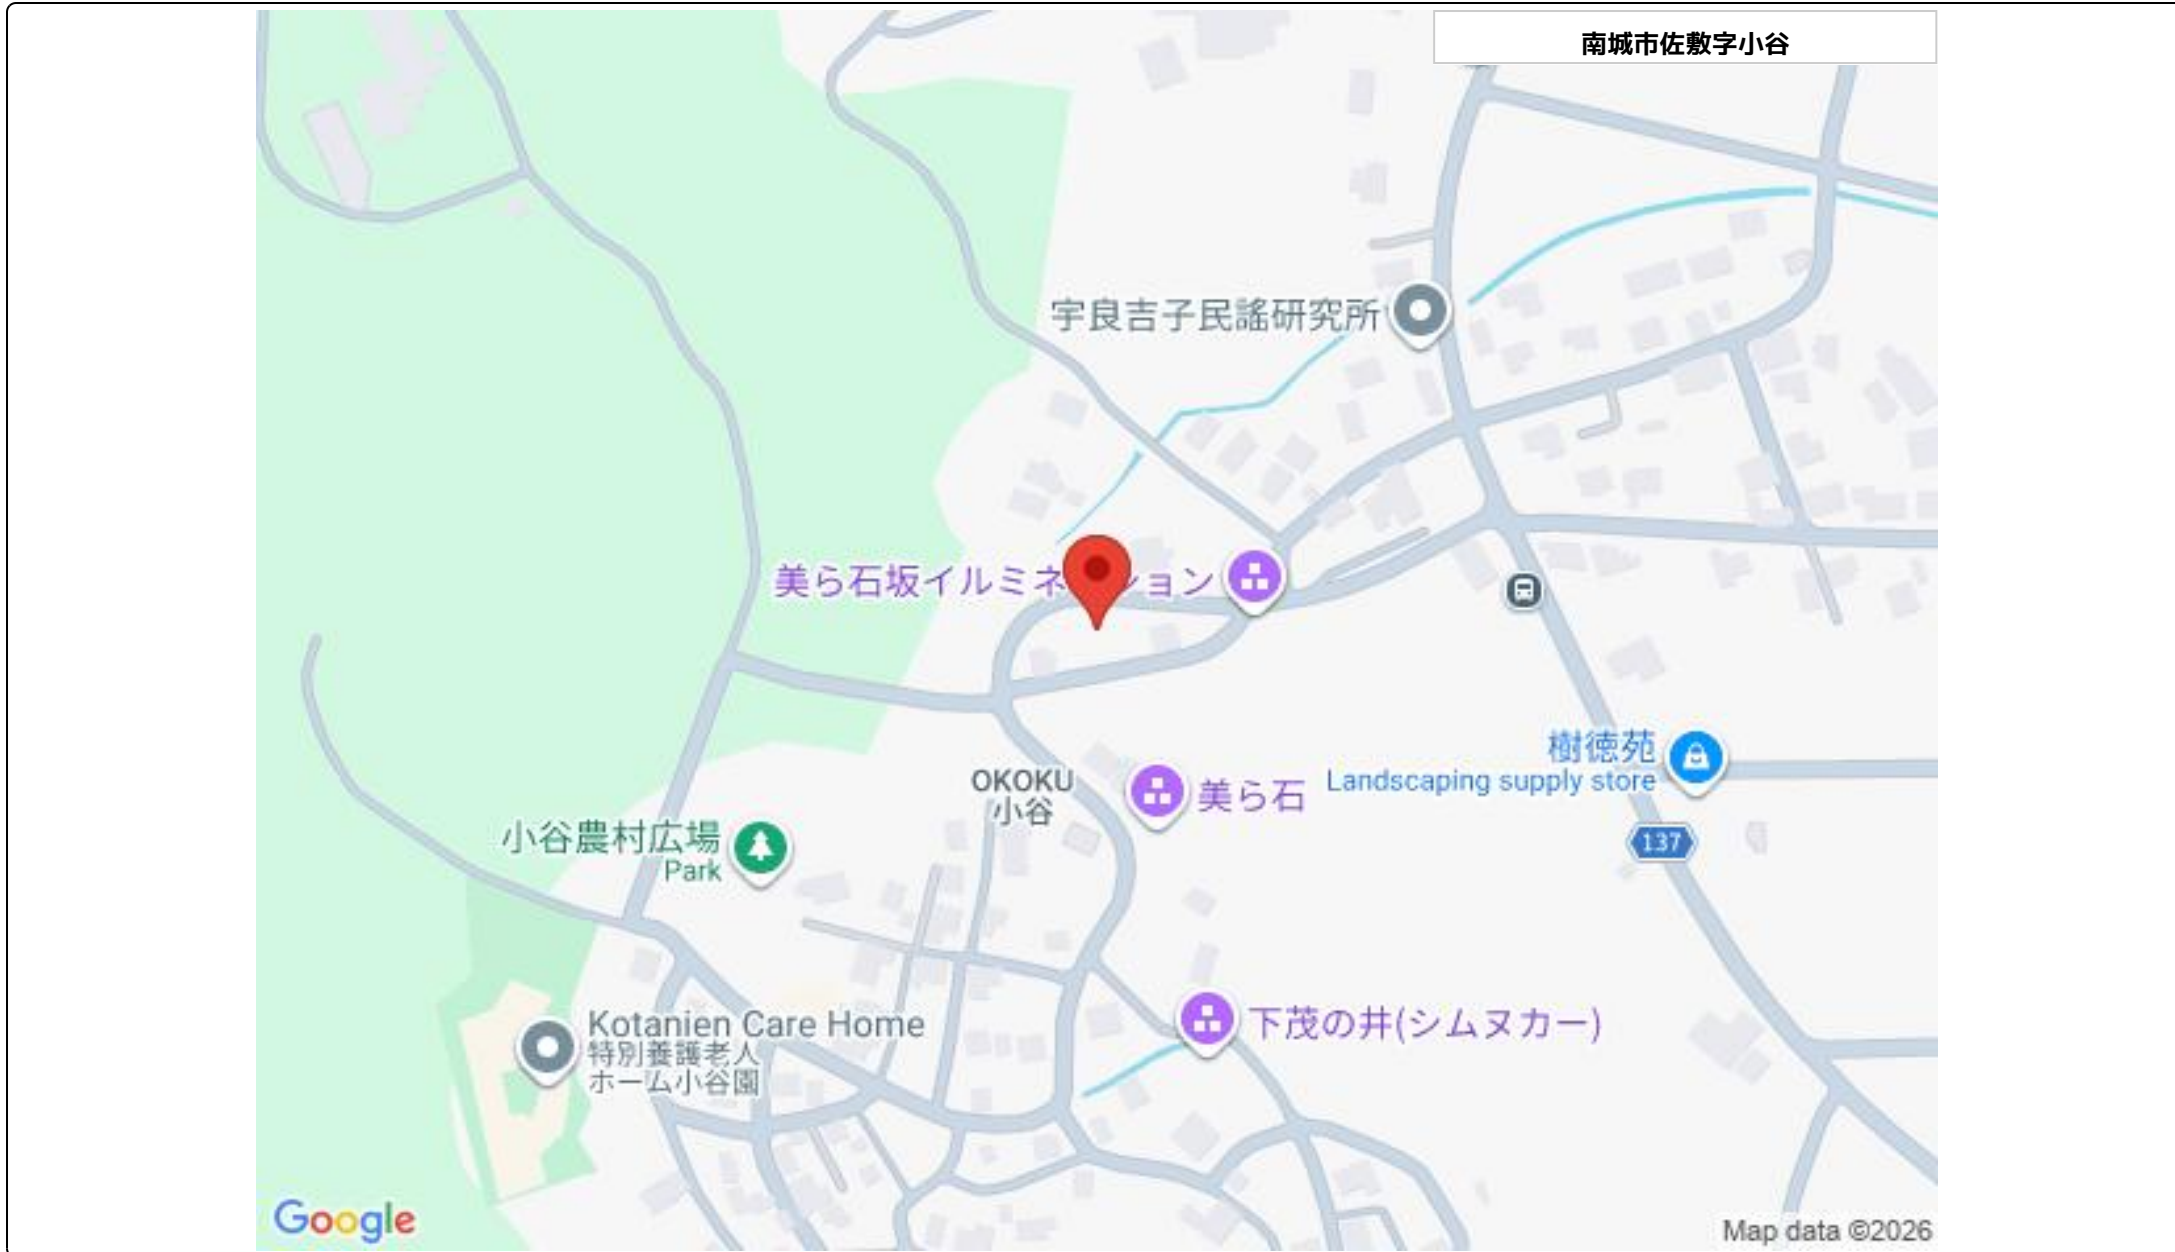 南城市佐敷字小谷
宇良吉子民謡研究所
美ら石坂イルミネ
ション
樹徳苑
Landscaping supply store
OKOKU
小谷
美ら石
137
小谷農村広場
Park
Kotanien Care Home
特別養護老人
ホーム小谷園
下茂の井(シムヌカー)
Google
Map data ©2026